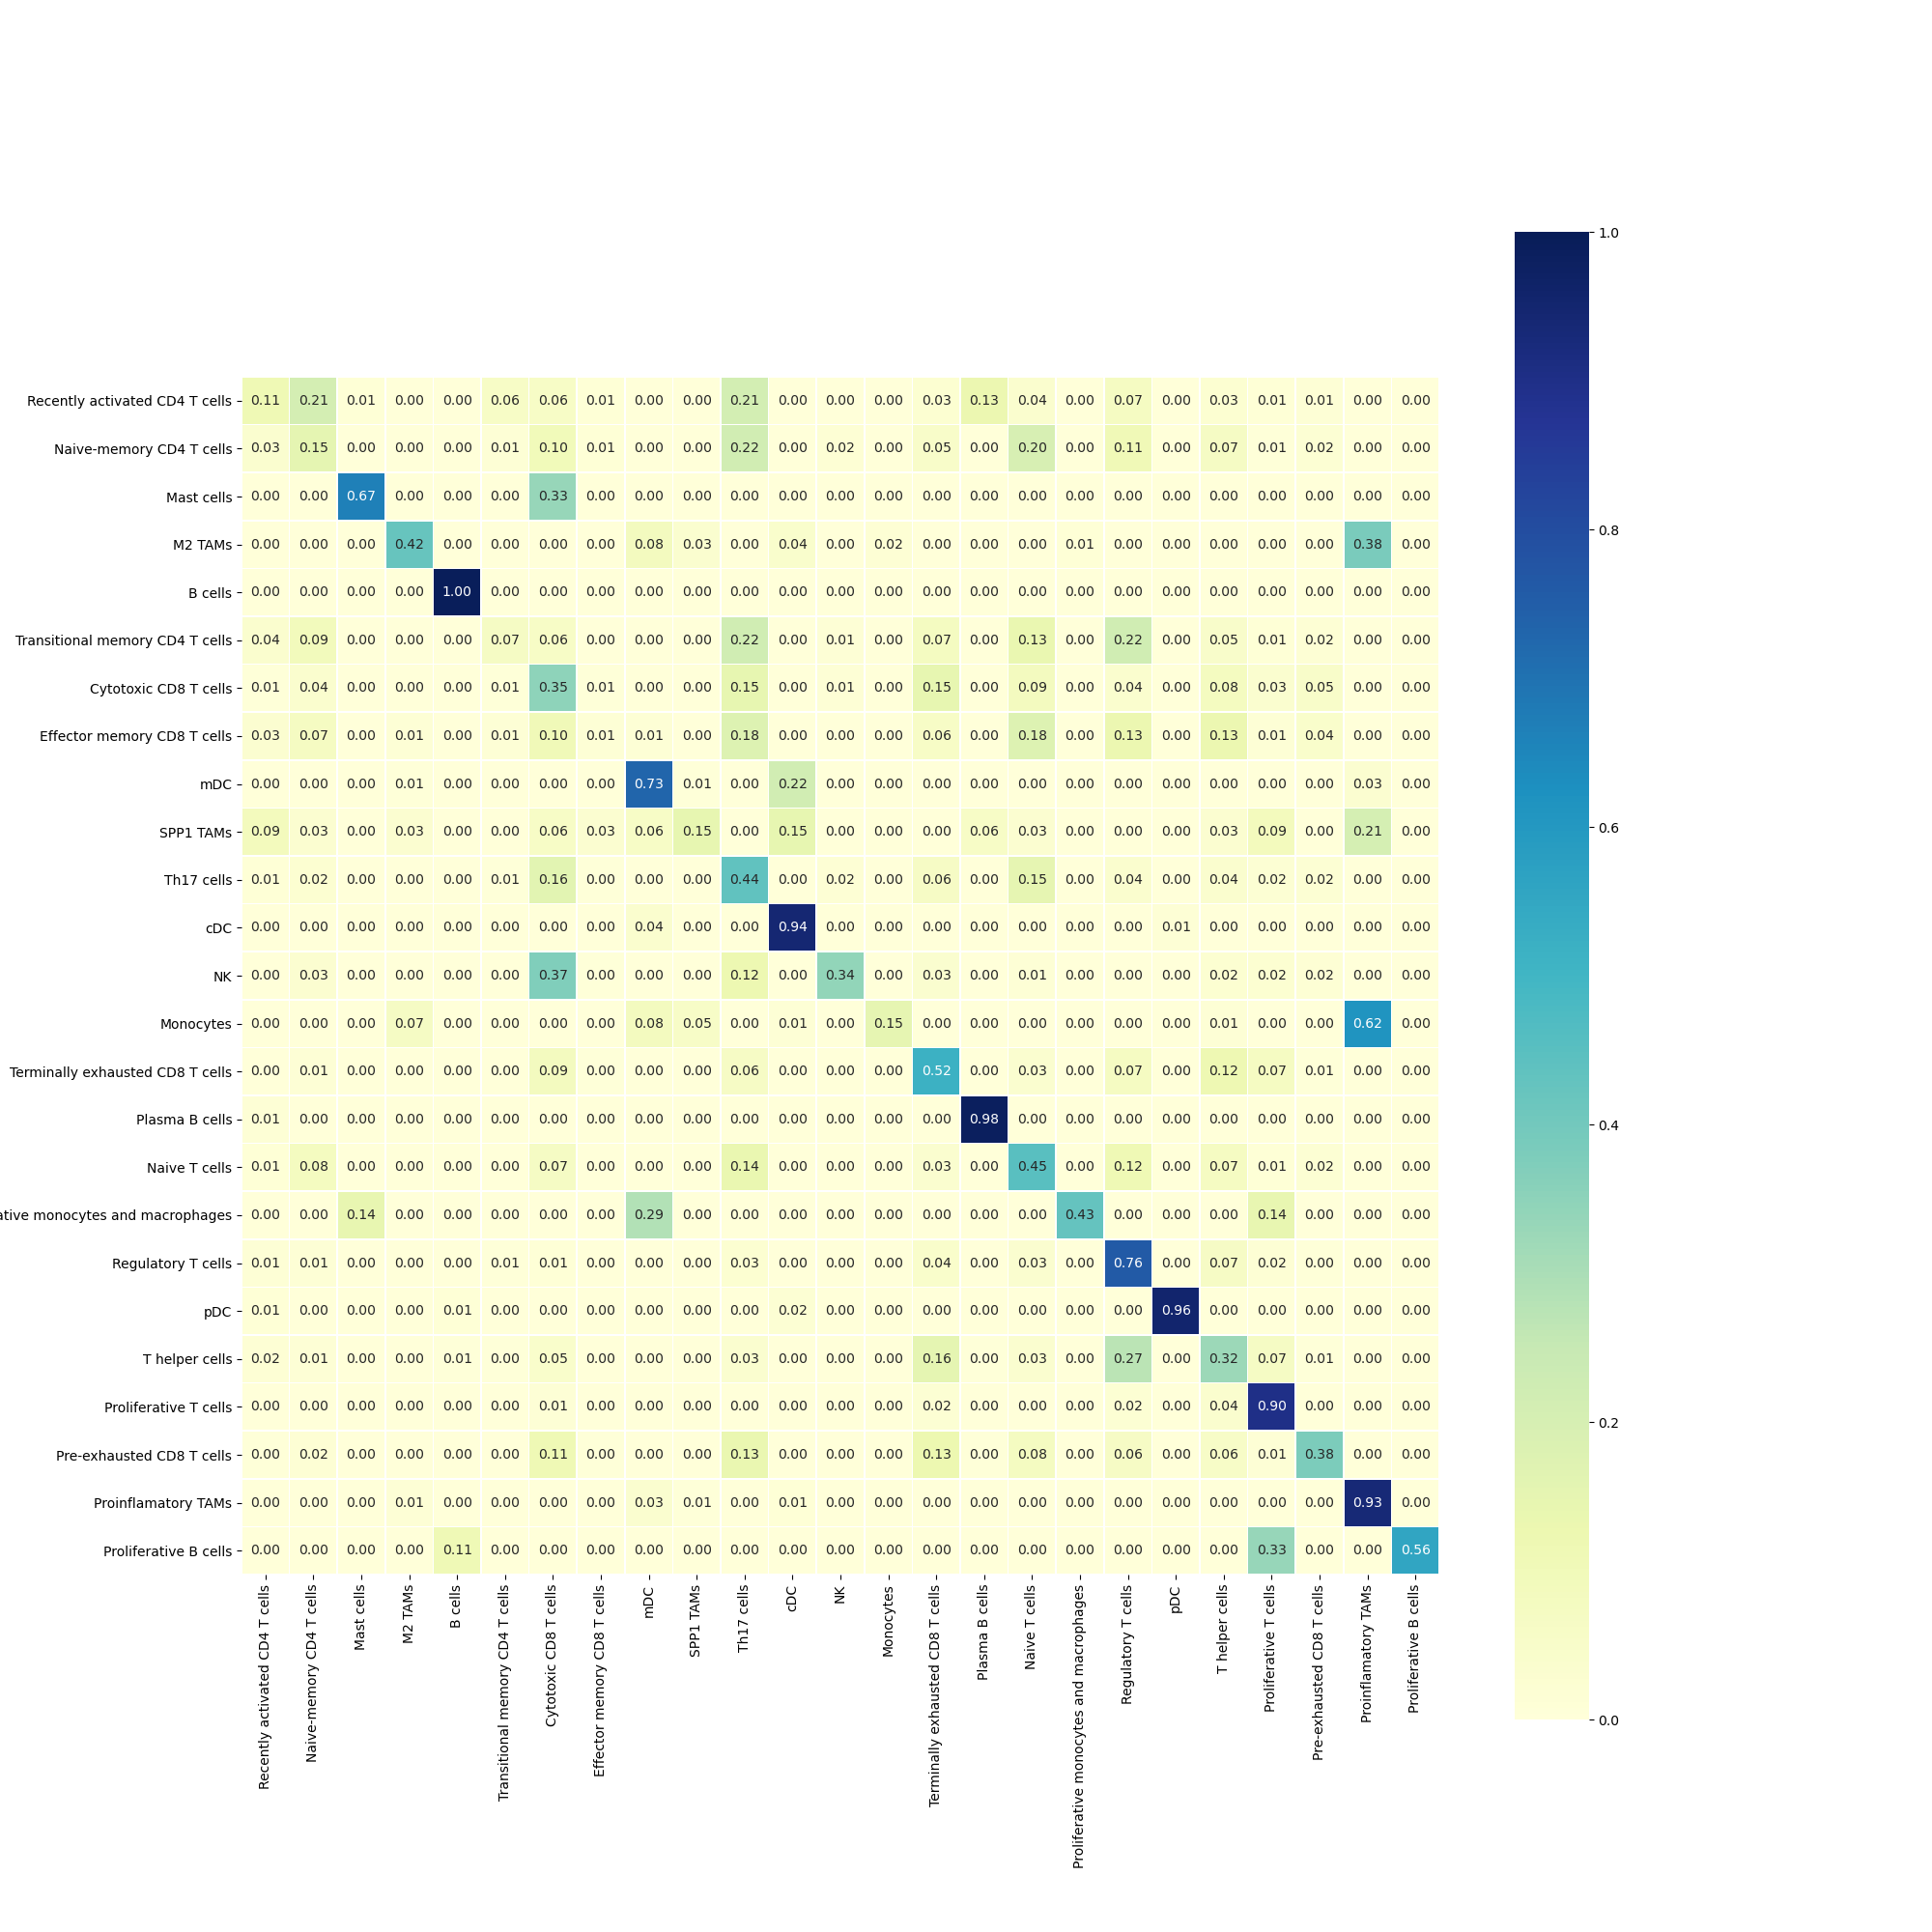 1.0
Recently activated CD4 T cells 0.11 0.21 0.01 0.00 0.00 0.06 0.06 0.01 0.00 0.00 0.21 0.00 0.00 0.00 0.03 0.13 0.04 0.00 0.07 0.00 0.03 0.01 0.01 0.00 0.00
Naive-memory CD4 T cells 0.03 0.15 0.00 0.00 0.00 0.01 0.10 0.01 0.00 0.00 0.22 0.00 0.02 0.00 0.05 0.00 0.20 0.00 0.11 0.00 0.07 0.01 0.02 0.00 0.00
Mast cells 0.00 0.00 0.67 0.00 0.00 0.00 0.33 0.00 0.00 0.00 0.00 0.00 0.00 0.00 0.00 0.00 0.00 0.00 0.00 0.00 0.00 0.00 0.00 0.00 0.00
0.8
M2 TAMs 0.00 0.00 0.00 0.42 0.00 0.00 0.00 0.00 0.08 0.03 0.00 0.04 0.00 0.02 0.00 0.00 0.00 0.01 0.00 0.00 0.00 0.00 0.00 0.38 0.00
B cells 0.00 0.00 0.00 0.00 1.00 0.00 0.00 0.00 0.00 0.00 0.00 0.00 0.00 0.00 0.00 0.00 0.00 0.00 0.00 0.00 0.00 0.00 0.00 0.00 0.00
Transitional memory CD4 T cells 0.04 0.09 0.00 0.00 0.00 0.07 0.06 0.00 0.00 0.00 0.22 0.00 0.01 0.00 0.07 0.00 0.13 0.00 0.22 0.00 0.05 0.01 0.02 0.00 0.00
Cytotoxic CD8 T cells 0.01 0.04 0.00 0.00 0.00 0.01 0.35 0.01 0.00 0.00 0.15 0.00 0.01 0.00 0.15 0.00 0.09 0.00 0.04 0.00 0.08 0.03 0.05 0.00 0.00
Effector memory CD8 T cells 0.03 0.07 0.00 0.01 0.00 0.01 0.10 0.01 0.01 0.00 0.18 0.00 0.00 0.00 0.06 0.00 0.18 0.00 0.13 0.00 0.13 0.01 0.04 0.00 0.00
mDC 0.00 0.00 0.00 0.01 0.00 0.00 0.00 0.00 0.73 0.01 0.00 0.22 0.00 0.00 0.00 0.00 0.00 0.00 0.00 0.00 0.00 0.00 0.00 0.03 0.00
0.6
SPP1 TAMs 0.09 0.03 0.00 0.03 0.00 0.00 0.06 0.03 0.06 0.15 0.00 0.15 0.00 0.00 0.00 0.06 0.03 0.00 0.00 0.00 0.03 0.09 0.00 0.21 0.00
Th17 cells 0.01 0.02 0.00 0.00 0.00 0.01 0.16 0.00 0.00 0.00 0.44 0.00 0.02 0.00 0.06 0.00 0.15 0.00 0.04 0.00 0.04 0.02 0.02 0.00 0.00
cDC 0.00 0.00 0.00 0.00 0.00 0.00 0.00 0.00 0.04 0.00 0.00 0.94 0.00 0.00 0.00 0.00 0.00 0.00 0.00 0.01 0.00 0.00 0.00 0.00 0.00
NK 0.00 0.03 0.00 0.00 0.00 0.00 0.37 0.00 0.00 0.00 0.12 0.00 0.34 0.00 0.03 0.00 0.01 0.00 0.00 0.00 0.02 0.02 0.02 0.00 0.00
Monocytes 0.00 0.00 0.00 0.07 0.00 0.00 0.00 0.00 0.08 0.05 0.00 0.01 0.00 0.15 0.00 0.00 0.00 0.00 0.00 0.00 0.01 0.00 0.00 0.62 0.00
Terminally exhausted CD8 T cells 0.00 0.01 0.00 0.00 0.00 0.00 0.09 0.00 0.00 0.00 0.06 0.00 0.00 0.00 0.52 0.00 0.03 0.00 0.07 0.00 0.12 0.07 0.01 0.00 0.00
Plasma B cells 0.01 0.00 0.00 0.00 0.00 0.00 0.00 0.00 0.00 0.00 0.00 0.00 0.00 0.00 0.00 0.98 0.00 0.00 0.00 0.00 0.00 0.00 0.00 0.00 0.00
0.4
Naive T cells 0.01 0.08 0.00 0.00 0.00 0.00 0.07 0.00 0.00 0.00 0.14 0.00 0.00 0.00 0.03 0.00 0.45 0.00 0.12 0.00 0.07 0.01 0.02 0.00 0.00
monocytes and macrophages 0.00 0.00 0.14 0.00 0.00 0.00 0.00 0.00 0.29 0.00 0.00 0.00 0.00 0.00 0.00 0.00 0.00 0.43 0.00 0.00 0.00 0.14 0.00 0.00 0.00
Regulatory T cells 0.01 0.01 0.00 0.00 0.00 0.01 0.01 0.00 0.00 0.00 0.03 0.00 0.00 0.00 0.04 0.00 0.03 0.00 0.76 0.00 0.07 0.02 0.00 0.00 0.00
pDC 0.01 0.00 0.00 0.00 0.01 0.00 0.00 0.00 0.00 0.00 0.00 0.02 0.00 0.00 0.00 0.00 0.00 0.00 0.00 0.96 0.00 0.00 0.00 0.00 0.00
T helper cells 0.02 0.01 0.00 0.00 0.01 0.00 0.05 0.00 0.00 0.00 0.03 0.00 0.00 0.00 0.16 0.00 0.03 0.00 0.27 0.00 0.32 0.07 0.01 0.00 0.00
Proliferative T cells 0.00 0.00 0.00 0.00 0.00 0.00 0.01 0.00 0.00 0.00 0.00 0.00 0.00 0.00 0.02 0.00 0.00 0.00 0.02 0.00 0.04 0.90 0.00 0.00 0.00
0.2
Pre-exhausted CD8 T cells 0.00 0.02 0.00 0.00 0.00 0.00 0.11 0.00 0.00 0.00 0.13 0.00 0.00 0.00 0.13 0.00 0.08 0.00 0.06 0.00 0.06 0.01 0.38 0.00 0.00
Proinflamatory TAMs 0.00 0.00 0.00 0.01 0.00 0.00 0.00 0.00 0.03 0.01 0.00 0.01 0.00 0.00 0.00 0.00 0.00 0.00 0.00 0.00 0.00 0.00 0.00 0.93 0.00
Proliferative B cells 0.00 0.00 0.00 0.00 0.11 0.00 0.00 0.00 0.00 0.00 0.00 0.00 0.00 0.00 0.00 0.00 0.00 0.00 0.00 0.00 0.00 0.33 0.00 0.00 0.56
0.0
Recently activated CD4 T cells
Naive-memory CD4 T cells
Mast cells
M2 TAMs
B cells
Transitional memory CD4 T cells
Cytotoxic CD8 T cells
Effector memory CD8 T cells
mDC
SPP1 TAMs
Th17 cells
cDC
NK
Monocytes
Terminally exhausted CD8 T cells
Plasma B cells
Naive T cells
Proliferative monocytes and macrophages
Regulatory T cells
pDC
T helper cells
Proliferative T cells
Pre-exhausted CD8 T cells
Proinflamatory TAMs
Proliferative B cells